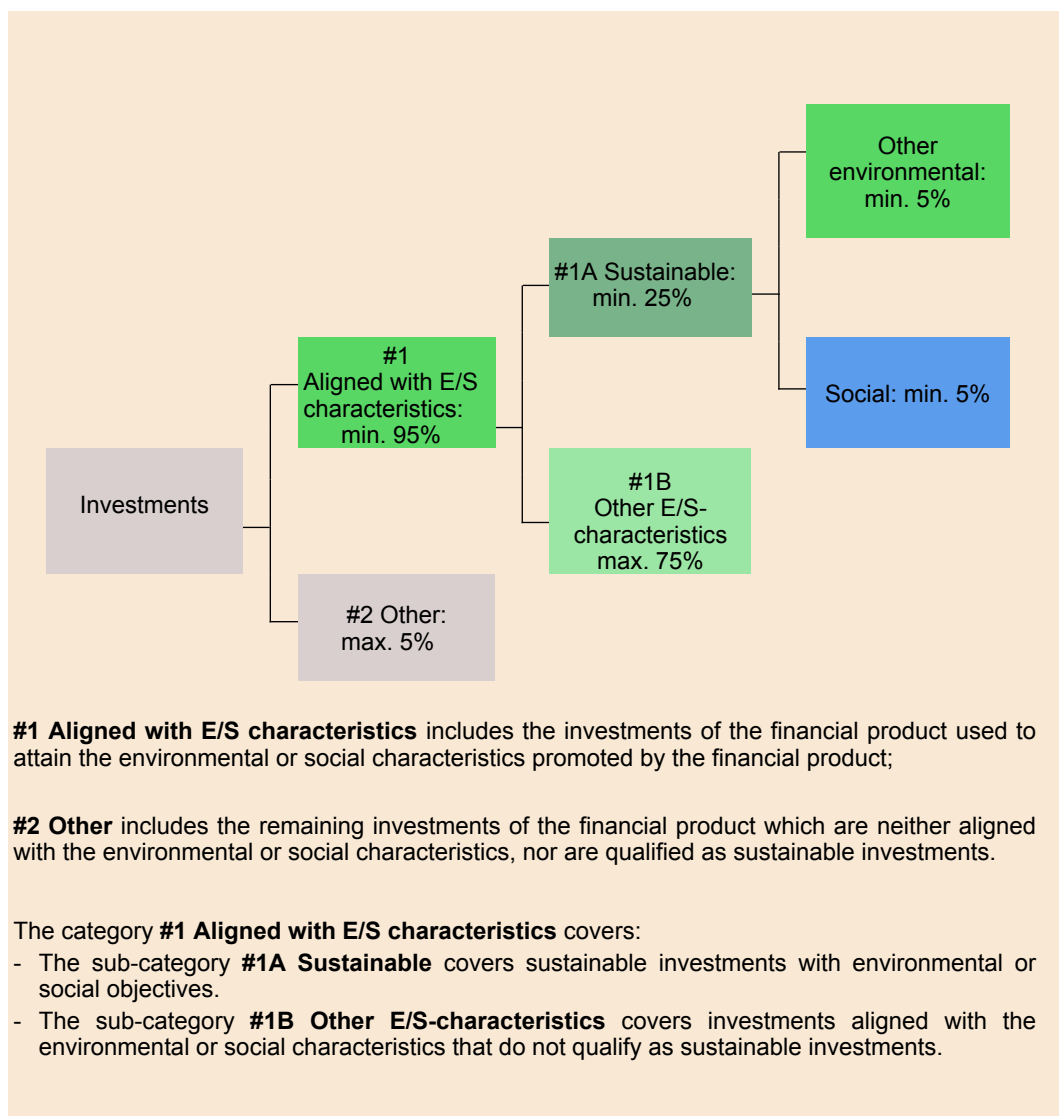 Other
environmental:
min. 5%
#1A Sustainable:
min. 25%
#1
Aligned with E/S
characteristics:
min. 95%
Social: min. 5%
Investments
#1B
Other E/S-
characteristics
max. 75%
#2 Other:
max. 5%
#1 Aligned with E/S characteristics includes the investments of the financial product used to
attain the environmental or social characteristics promoted by the financial product;
#2 Other includes the remaining investments of the financial product which are neither aligned
with the environmental or social characteristics, nor are qualified as sustainable investments.
The category #1 Aligned with E/S characteristics covers:
- The sub-category #1A Sustainable covers sustainable investments with environmental or
social objectives.
- The sub-category #1B Other E/S-characteristics covers investments aligned with the
environmental or social characteristics that do not qualify as sustainable investments.